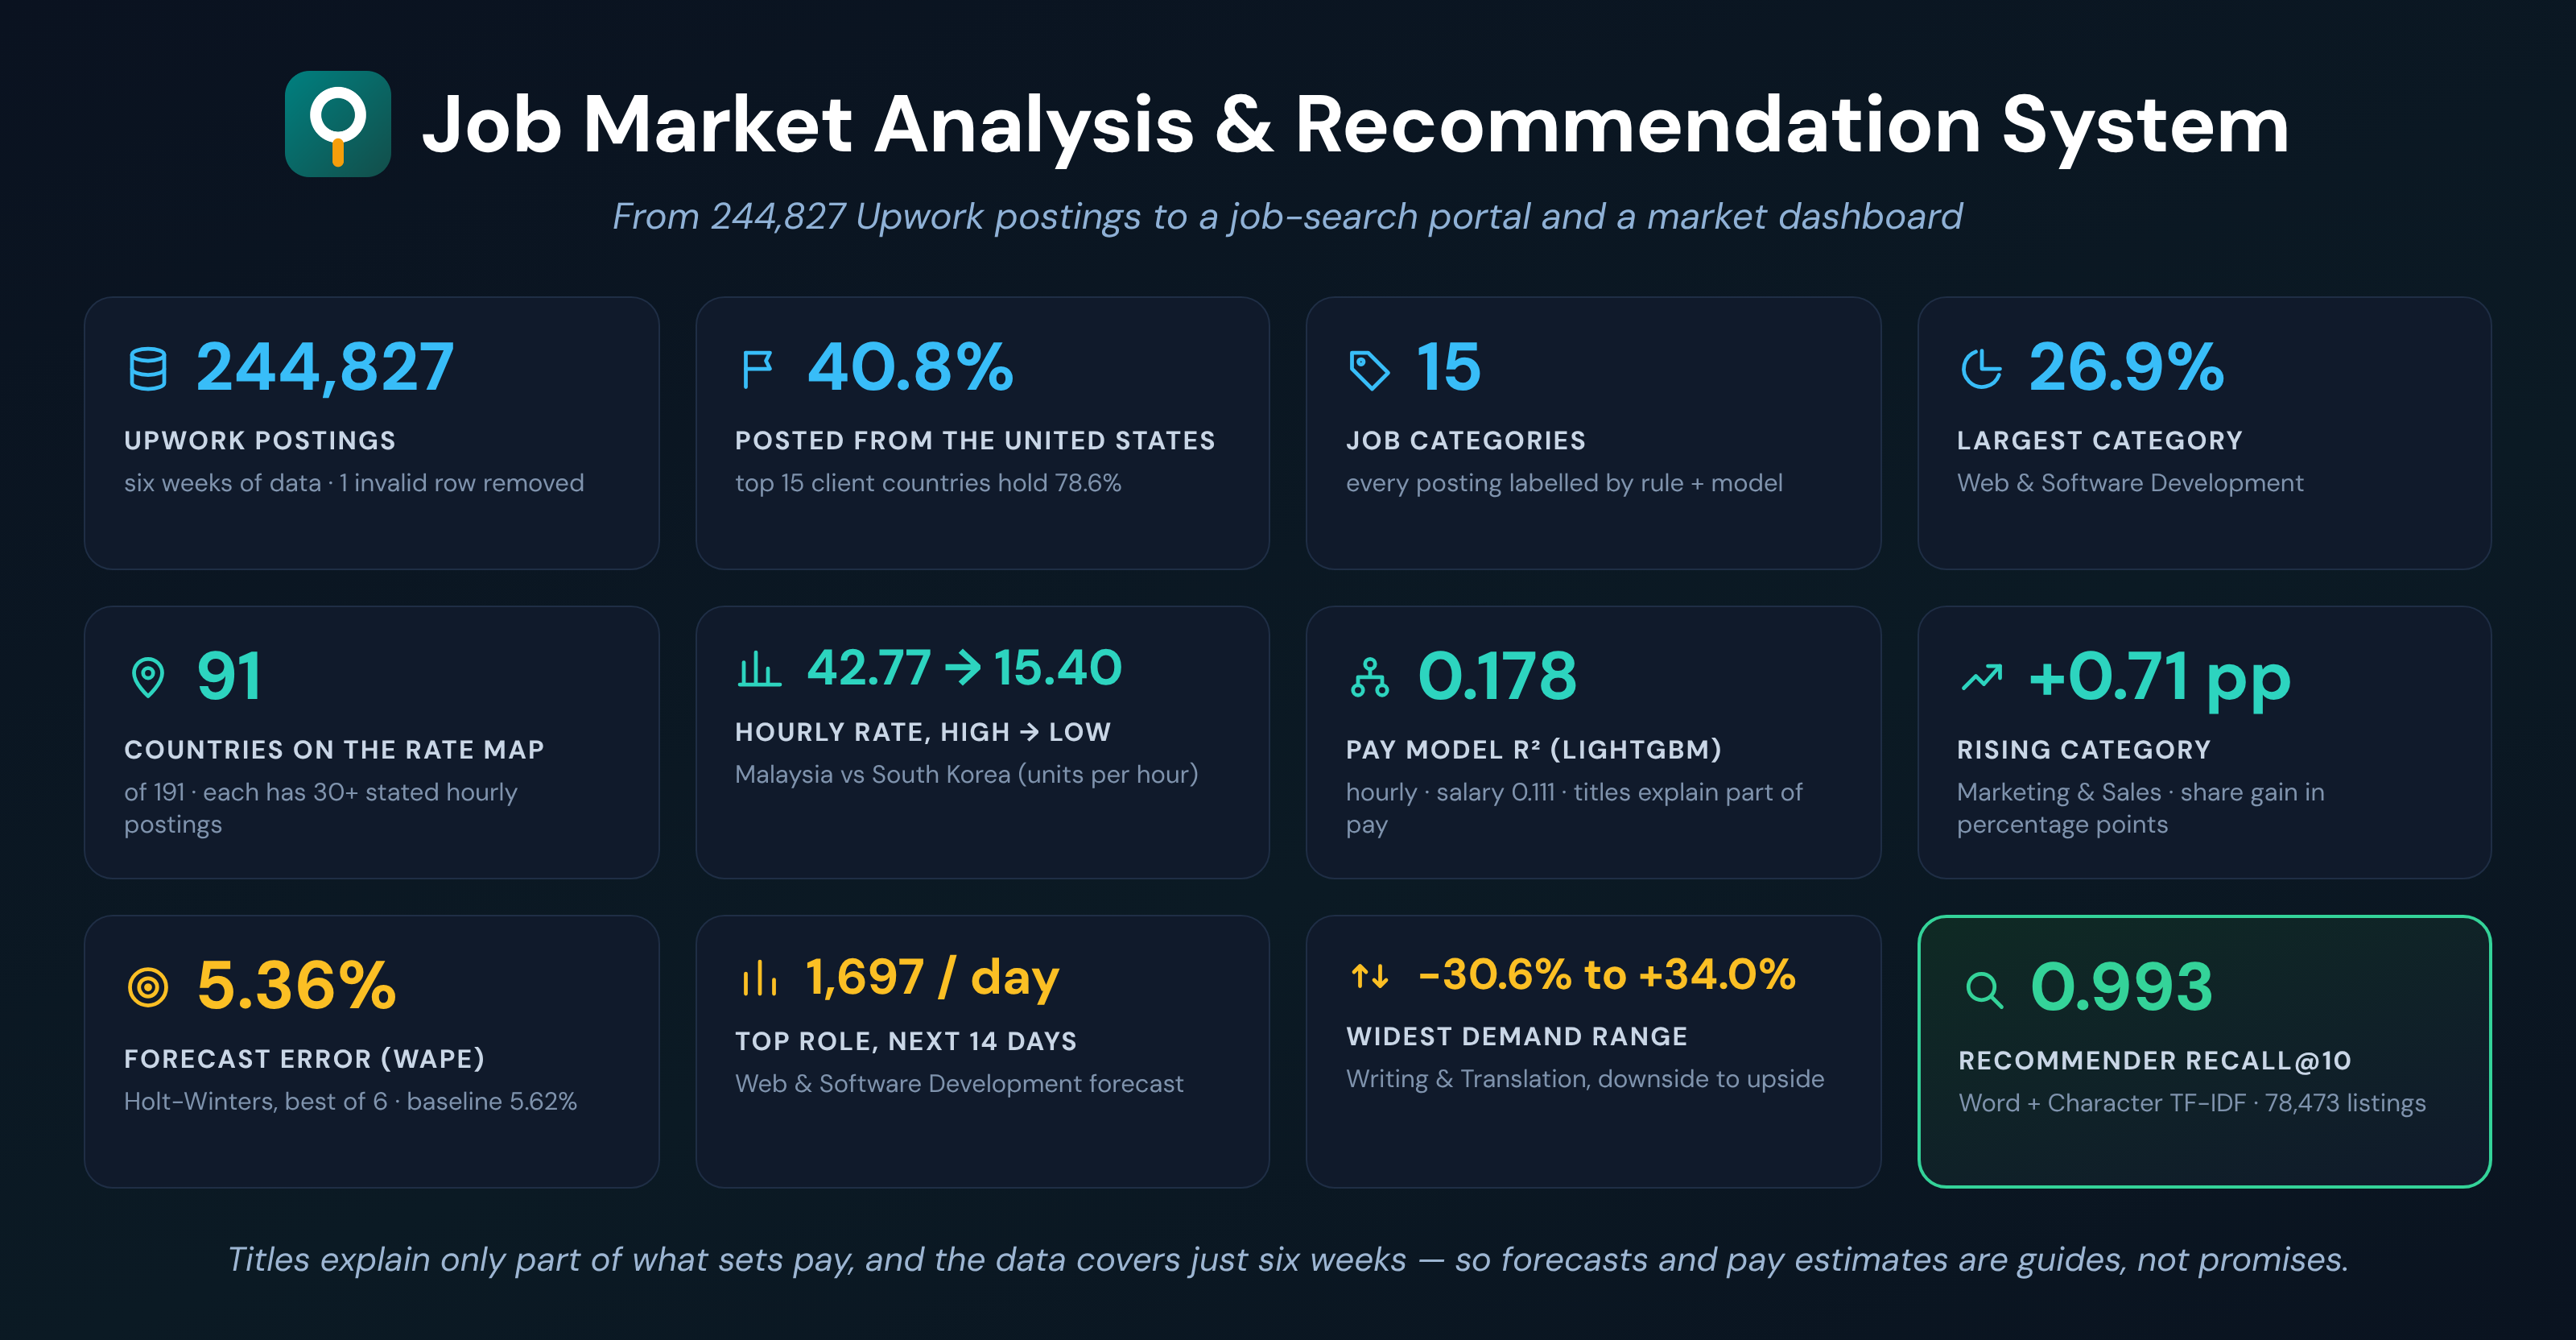 Job Market Analysis & Recommendation System
From 244,827 Upwork postings to a job-search portal and a market dashboard
244,827
UPWORK POSTINGS
six weeks of data · 1 invalid row removed
40.8%
POSTED FROM THE UNITED STATES
top 15 client countries hold 78.6%
15
JOB CATEGORIES
every posting labelled by rule + model
26.9%
LARGEST CATEGORY
Web & Software Development
91
COUNTRIES ON THE RATE MAP
of 191 · each has 30+ stated hourly
postings
42.77 → 15.40
HOURLY RATE, HIGH → LOW
Malaysia vs South Korea (units per hour)
0.178
PAY MODEL R² (LIGHTGBM)
hourly · salary 0.111 · titles explain part of
pay
+0.71 pp
RISING CATEGORY
Marketing & Sales · share gain in
percentage points
5.36%
FORECAST ERROR (WAPE)
Holt-Winters, best of 6 · baseline 5.62%
1,697 / day
TOP ROLE, NEXT 14 DAYS
Web & Software Development forecast
-30.6% to +34.0%
WIDEST DEMAND RANGE
Writing & Translation, downside to upside
0.993
RECOMMENDER RECALL@10
Word + Character TF-IDF · 78,473 listings
Titles explain only part of what sets pay, and the data covers just six weeks — so forecasts and pay estimates are guides, not promises.